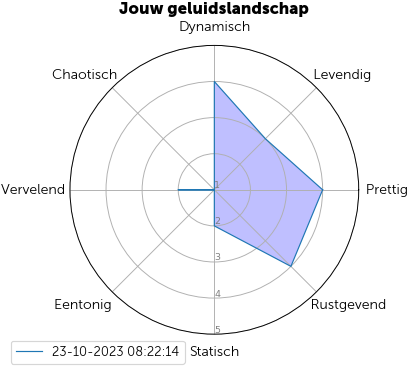 Jouw geluidslandschap
Dynamisch
Chaotisch
Levendig
Vervelend
1
Prettig
2
3
4
Eentonig
Rustgevend
5
23-10-2023 08:22:14
Statisch